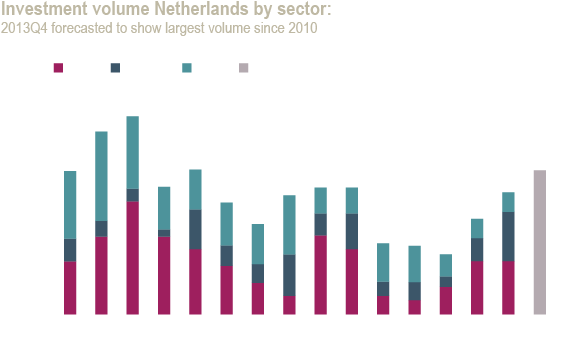 Investment volume Netherlands by sector:
2013Q4 forecasted to show largest volume since 2010